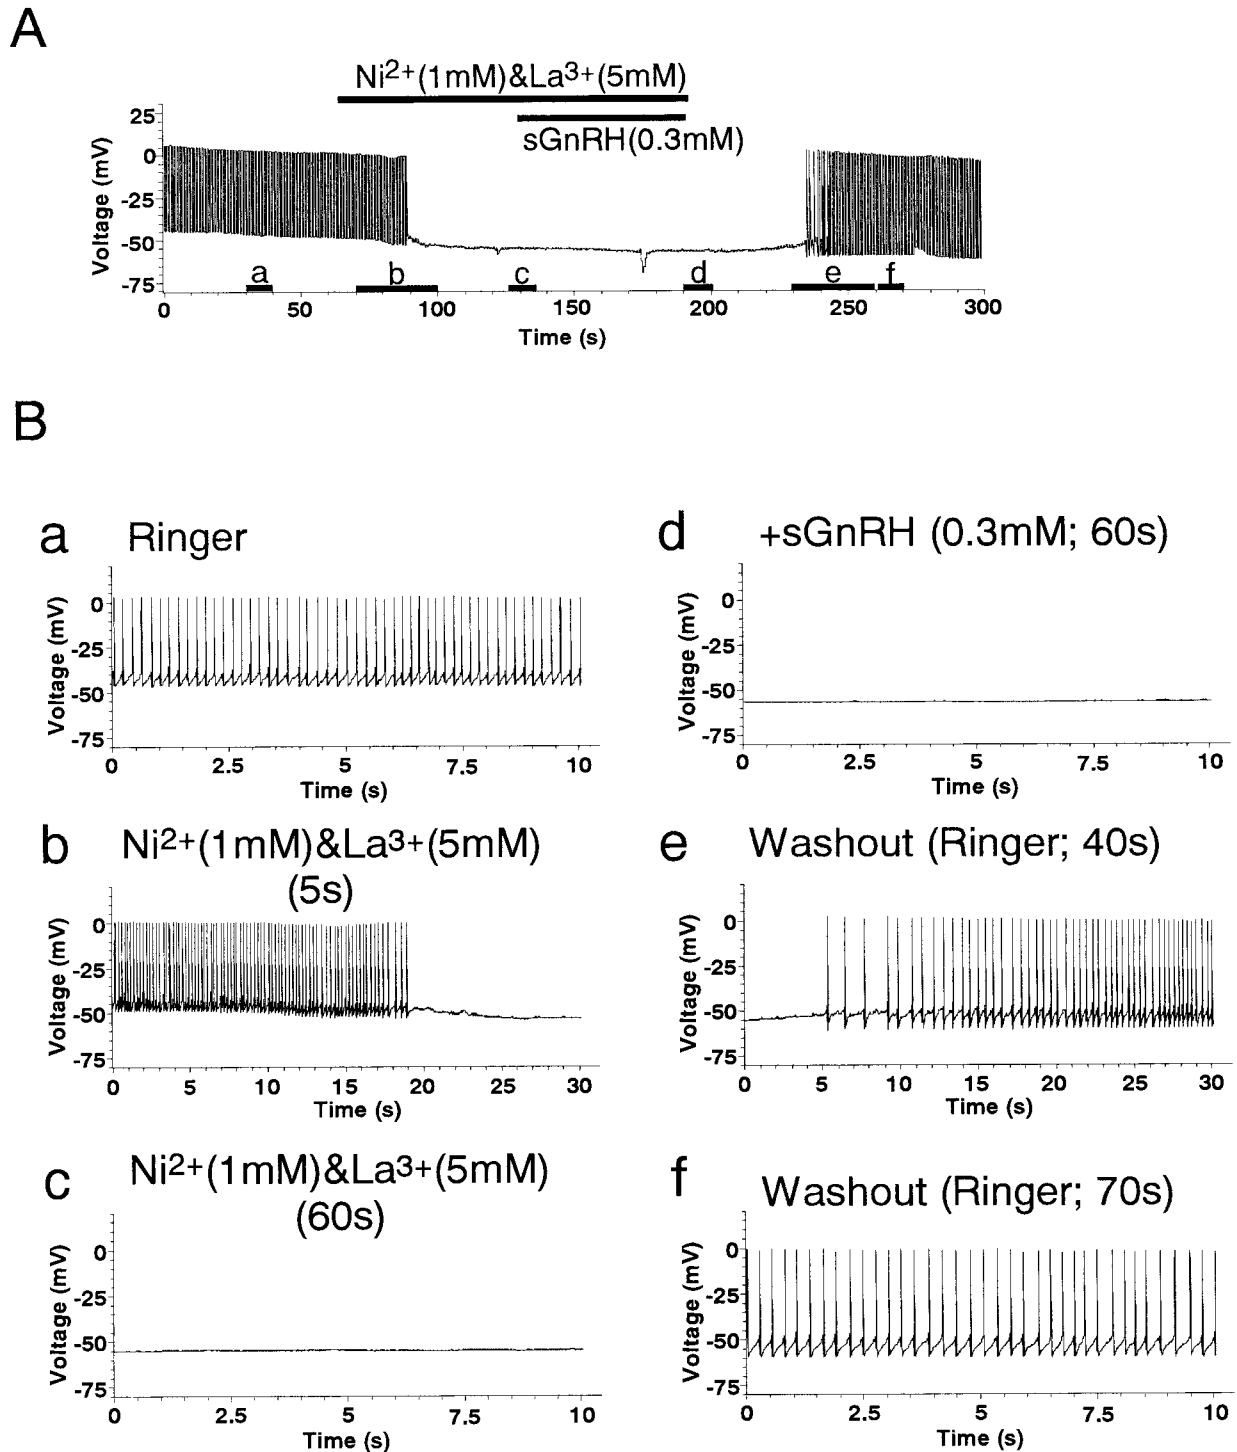 A
Ni²⁺(1mM)&La³⁺(5mM)
sGnRH(0.3mM)
25
0
-25
-50
-75
Voltage (mV)
a
b
c
d
e
f
0
50
100
150
200
250
300
Time (s)
B
a
Ringer
0
-25
-50
-75
Voltage (mV)
0
2.5
5
7.5
10
Time (s)
d
+sGnRH (0.3mM; 60s)
0
-25
-50
-75
Voltage (mV)
0
2.5
5
7.5
10
Time (s)
b
Ni²⁺(1mM)&La³⁺(5mM)
(5s)
0
-25
-50
-75
Voltage (mV)
0
5
10
15
20
25
30
Time (s)
e
Washout (Ringer; 40s)
0
-25
-50
-75
Voltage (mV)
0
5
10
15
20
25
30
Time (s)
c
Ni²⁺(1mM)&La³⁺(5mM)
(60s)
0
-25
-50
-75
Voltage (mV)
0
2.5
5
7.5
10
Time (s)
f
Washout (Ringer; 70s)
0
-25
-50
-75
Voltage (mV)
0
2.5
5
7.5
10
Time (s)